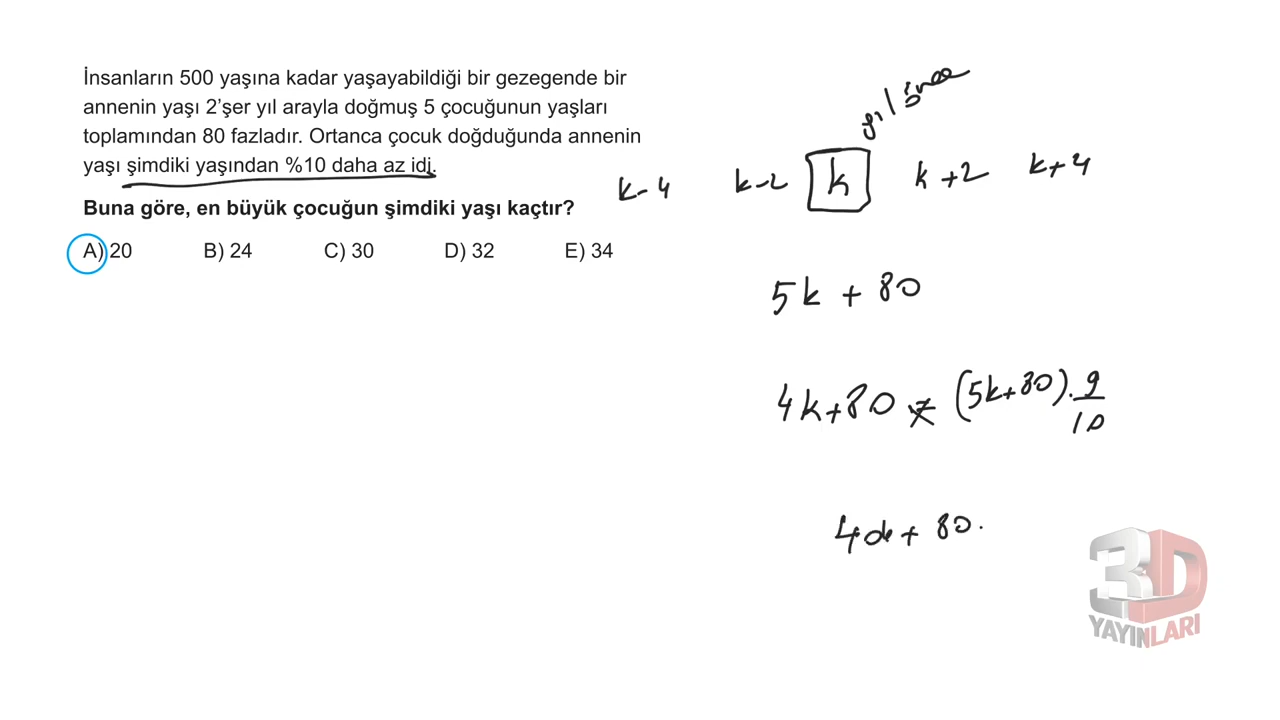 İnsanların 500 yaşına kadar yaşayabildiği bir gezegende bir
annenin yaşı 2'şer yıl arayla doğmuş 5 çocuğunun yaşları
toplamından 80 fazladır. Ortanca çocuk doğduğunda annenin
yaşı şimdiki yaşından %10 daha az idi.
Buna göre, en büyük çocuğun şimdiki yaşı kaçtır?
A) 20 B) 24 C) 30 D) 32 E) 34
yıl önce
k-4 k-2 k k+2 k+4
5k + 80
4k+80 = (5k+80). 9/10
40k + 80.
3D
YAYINLARI